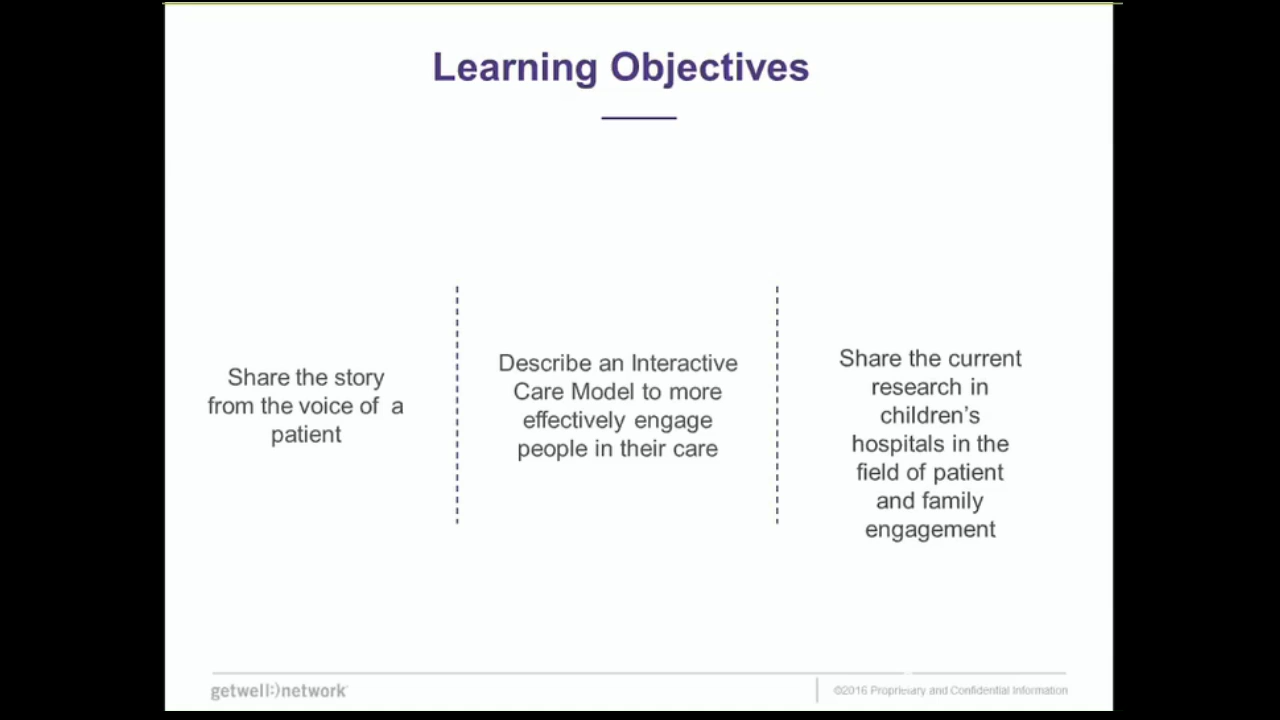 Learning Objectives
Share the story
from the voice of a
patient
Describe an Interactive
Care Model to more
effectively engage
people in their care
Share the current
research in
children's
hospitals in the
field of patient
and family
engagement
getwell:)network
©2016 Proprietary and Confidential Information